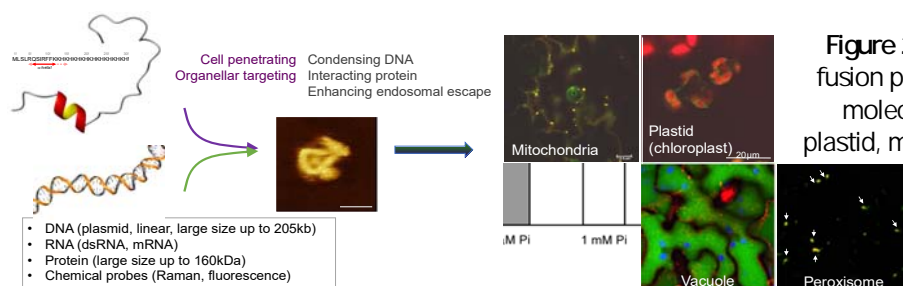 MLSLRQSIRFFKKHKHKHKHKHKHKHKHKHKH
Cell penetrating
Organellar targeting
Condensing DNA
Interacting protein
Enhancing endosomal escape
• DNA (plasmid, linear, large size up to 205kb)
• RNA (dsRNA, mRNA)
• Protein (large size up to 160kDa)
• Chemical probes (Raman, fluorescence)
Mitochondria
Plastid
(chloroplast)
20μm
Figure
fusion p
molec
plastid, m
μM Pi
1 mM Pi
Vacuole
Peroxisome